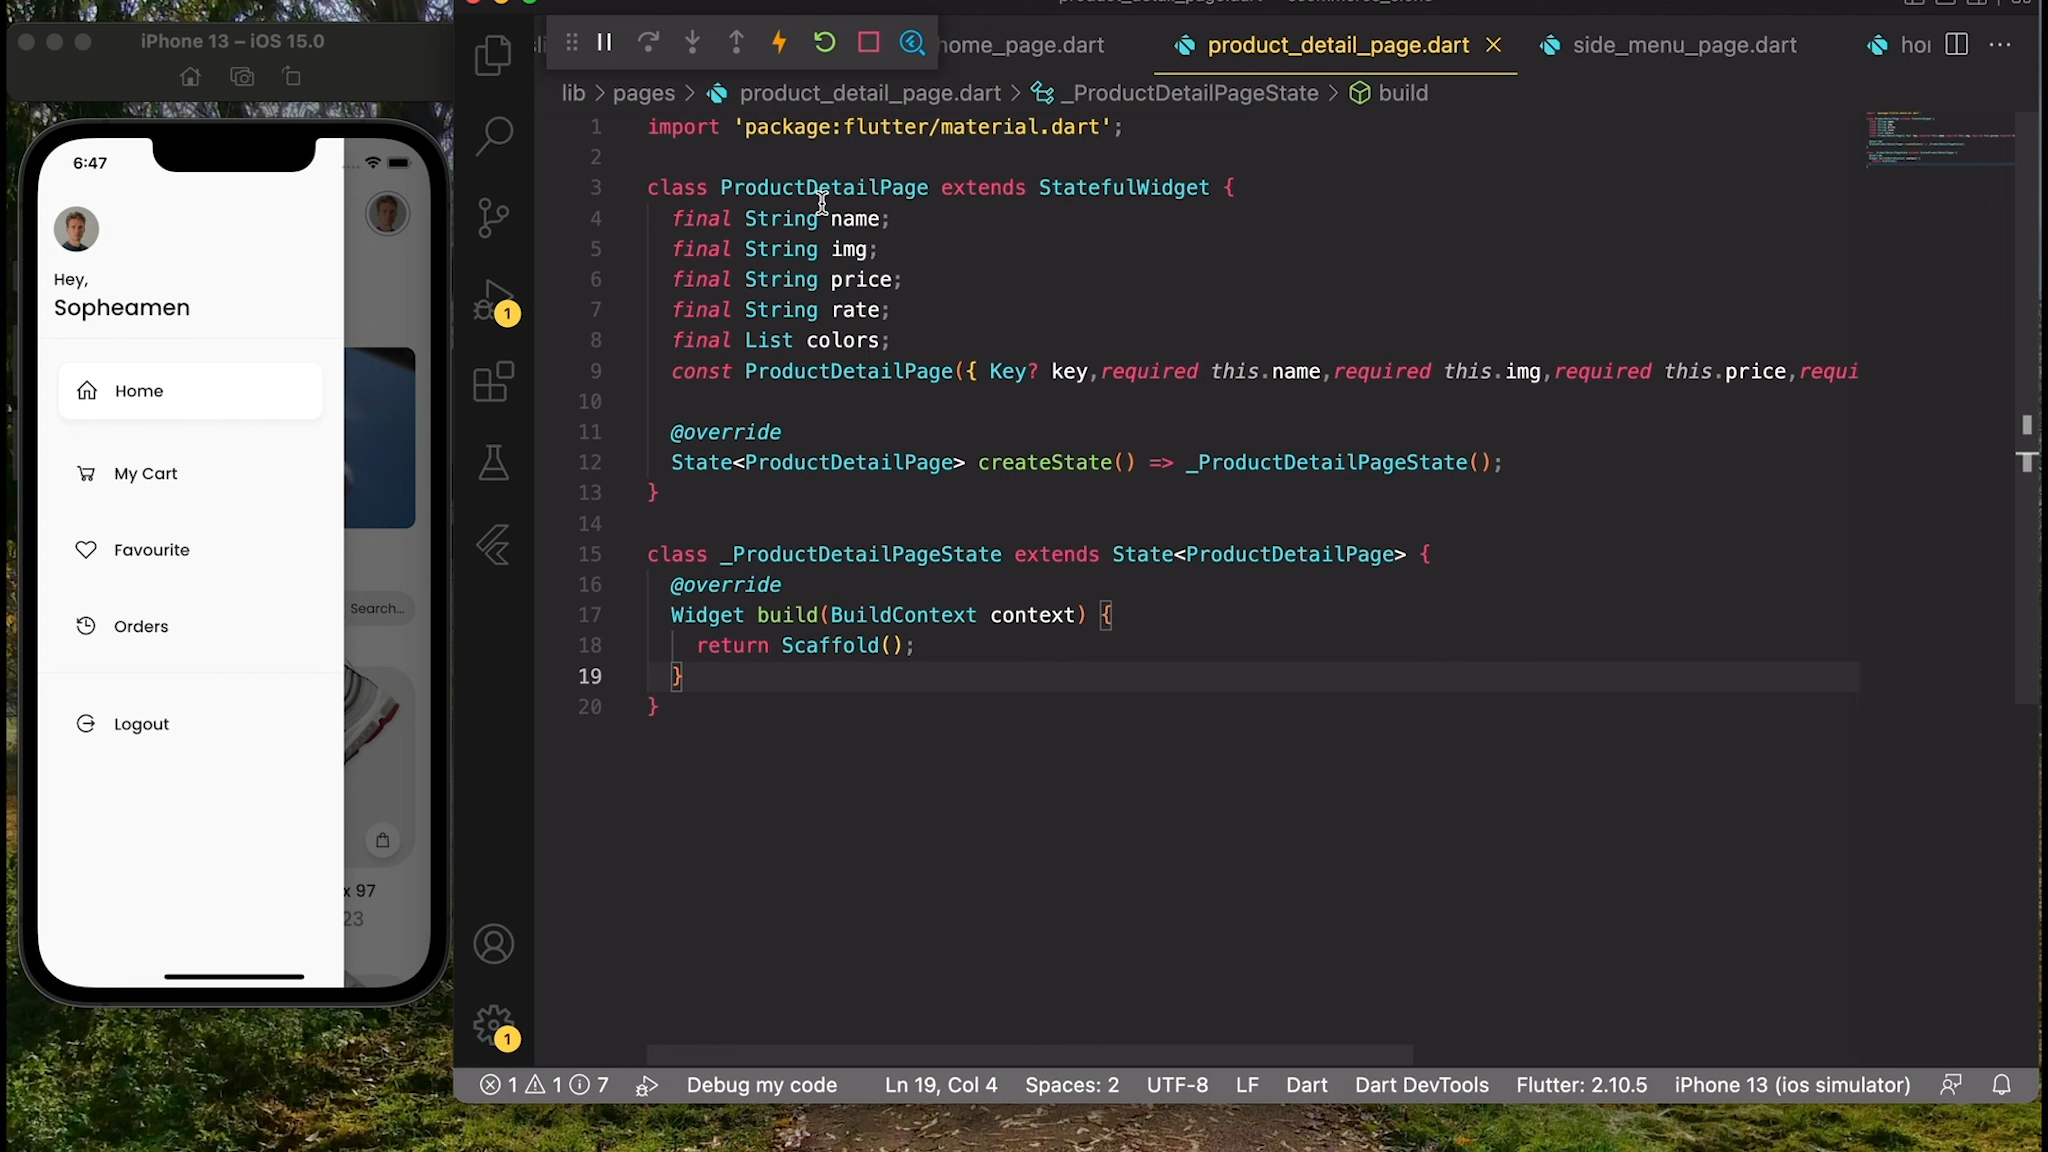 iPhone 13 – iOS 15.0
6:47
Hey,
Sopheamen
Home
My Cart
Favourite
Orders
Logout
Search...
x 97
23
home_page.dart
product_detail_page.dart
side_menu_page.dart
hoı
lib > pages > product_detail_page.dart > _ProductDetailPageState > build
1 import 'package:flutter/material.dart';
2
3 class ProductDetailPage extends StatefulWidget {
4 final String name;
5 final String img;
6 final String price;
7 final String rate;
8 final List colors;
9 const ProductDetailPage({ Key? key,required this.name,required this.img,required this.price,requi
10
11 @override
12 State<ProductDetailPage> createState() => _ProductDetailPageState();
13 }
14
15 class _ProductDetailPageState extends State<ProductDetailPage> {
16 @override
17 Widget build(BuildContext context) {
18 return Scaffold();
19 }
20 }
1
1
1 1 7 Debug my code Ln 19, Col 4 Spaces: 2 UTF-8 LF Dart Dart DevTools Flutter: 2.10.5 iPhone 13 (ios simulator)